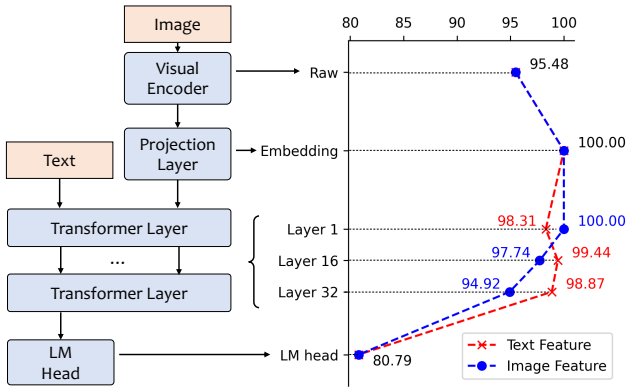 Image
Visual
Encoder
Projection
Layer
Text
Transformer Layer
...
Transformer Layer
LM
Head
80 85 90 95 100
Raw 95.48
Embedding 100.00
Layer 1 98.31 100.00
Layer 16 97.74 99.44
Layer 32 94.92 98.87
LM head 80.79
Text Feature
Image Feature